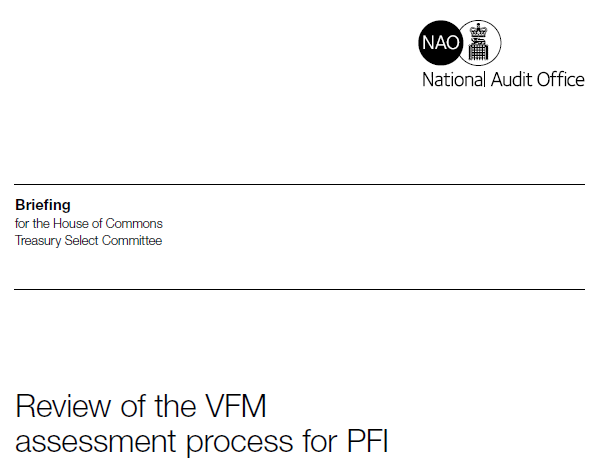 NAO
National Audit Office
Briefing
for the House of Commons
Treasury Select Committee
Review of the VFM
assessment process for PFI